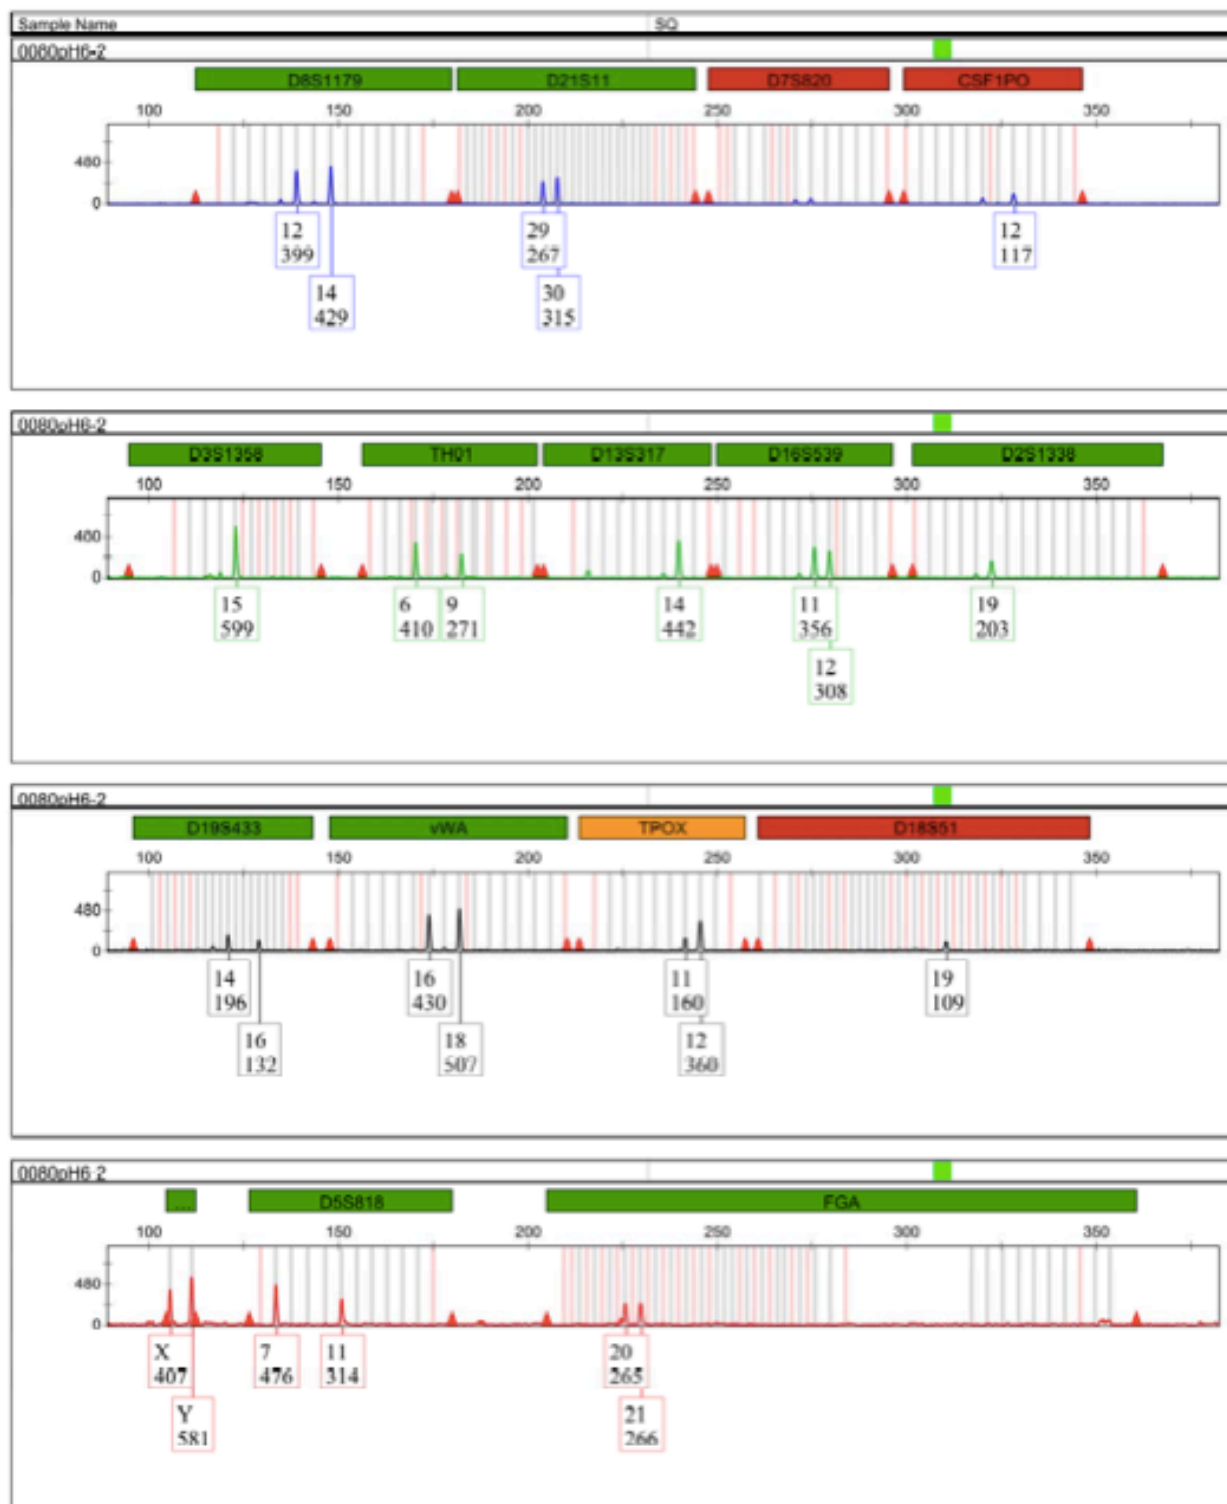 Sample Name SQ
0080pH6-2
D8S1179 D21S11 D7S820 CSF1PO
100 150 200 250 300 350
480
0
12 29 12
399 267 117
14 30
429 315
0080pH6-2
D3S1358 TH01 D13S317 D16S539 D2S1338
100 150 200 250 300 350
480
0
15 6 9 14 11 19
599 410 271 442 356 203
12
308
0080pH6-2
D19S433 vWA TPOX D18S51
100 150 200 250 300 350
480
0
14 16 11 19
196 430 160 109
16 18 12
132 507 360
0080pH6-2
... D5S818 FGA
100 150 200 250 300 350
480
0
X 7 11 20
407 476 314 265
Y 21
581 266